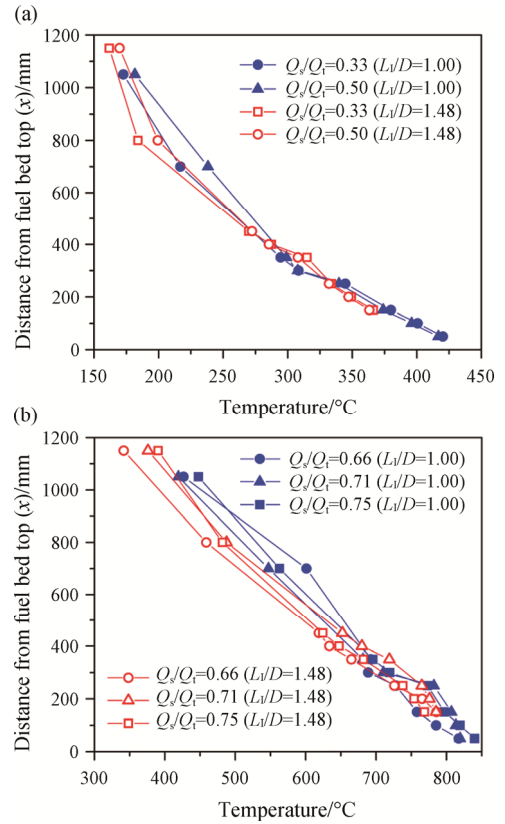 (a)
1200
1000
800
600
400
200
0
Distance from fuel bed top (x)/mm
Qs/Qt=0.33 (L1/D=1.00)
Qs/Qt=0.50 (L1/D=1.00)
Qs/Qt=0.33 (L1/D=1.48)
Qs/Qt=0.50 (L1/D=1.48)
150 200 250 300 350 400 450
Temperature/°C
(b)
1200
1000
800
600
400
200
0
Distance from fuel bed top (x)/mm
Qs/Qt=0.66 (L1/D=1.00)
Qs/Qt=0.71 (L1/D=1.00)
Qs/Qt=0.75 (L1/D=1.00)
Qs/Qt=0.66 (L1/D=1.48)
Qs/Qt=0.71 (L1/D=1.48)
Qs/Qt=0.75 (L1/D=1.48)
300 400 500 600 700 800
Temperature/°C